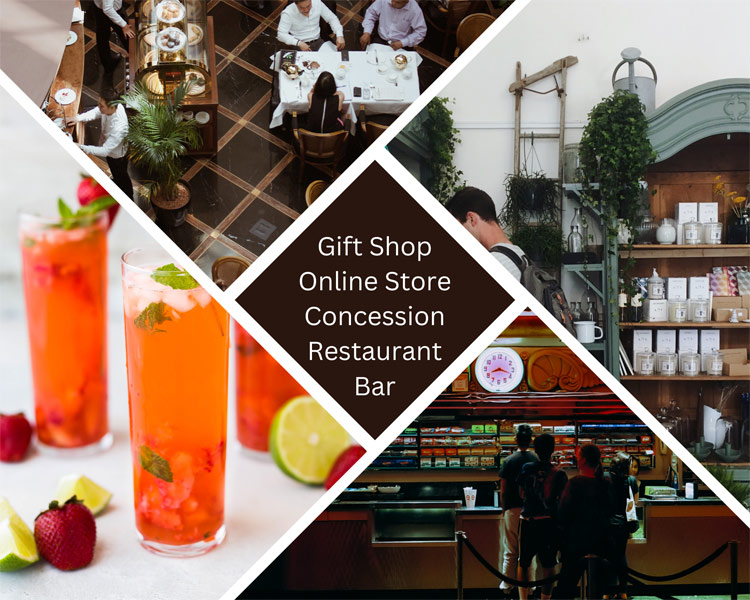 Gift Shop
Online Store
Concession
Restaurant
Bar